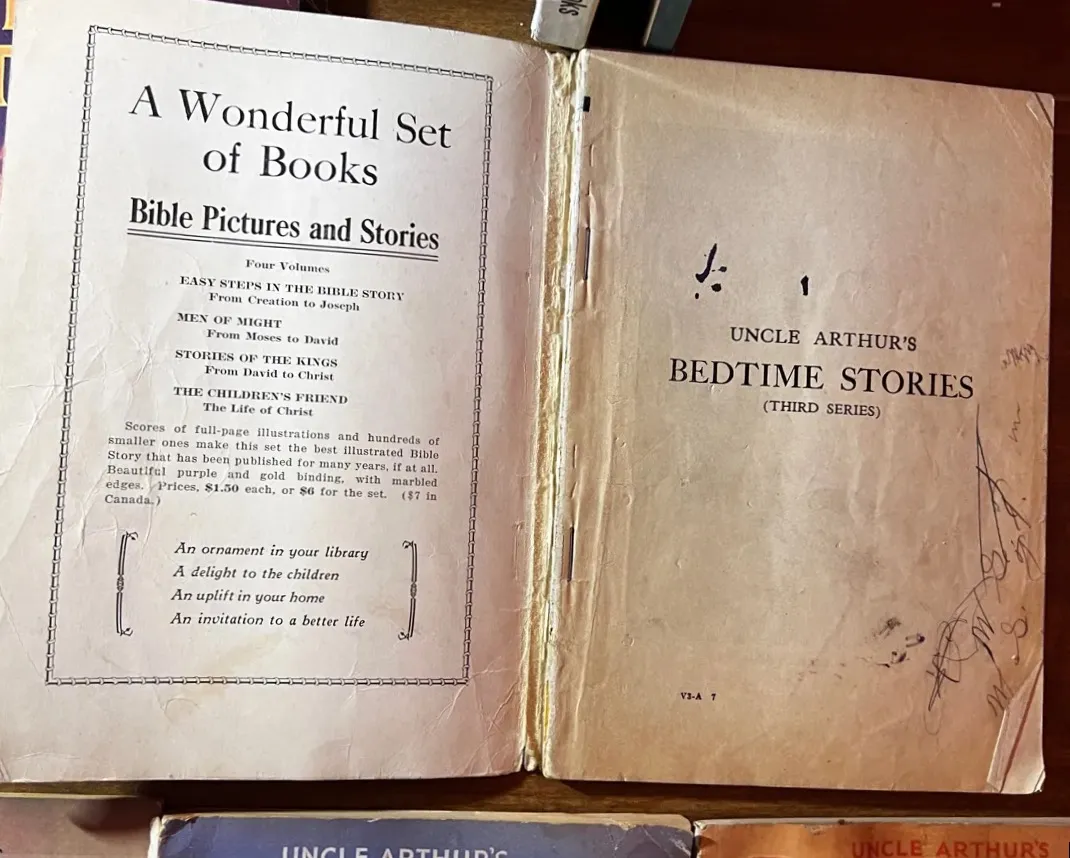 A Wonderful Set
of Books
Bible Pictures and Stories
Four Volumes
EASY STEPS IN THE BIBLE STORY
From Creation to Joseph
MEN OF MIGHT
From Moses to David
STORIES OF THE KINGS
From David to Christ
THE CHILDREN'S FRIEND
The Life of Christ
Scores of full-page illustrations and hundreds of
smaller ones make this set the best illustrated Bible
Story that has been published for many years, if at all.
Beautiful purple and gold binding, with marbled
edges. Prices, $1.50 each, or $6 for the set. ($7 in
Canada.)
An ornament in your library
A delight to the children
An uplift in your home
An invitation to a better life
UNCLE ARTHUR'S
BEDTIME STORIES
(THIRD SERIES)
V3-A 7
UNCLE ARTHUR'S
UNCLE ARTHUR'S